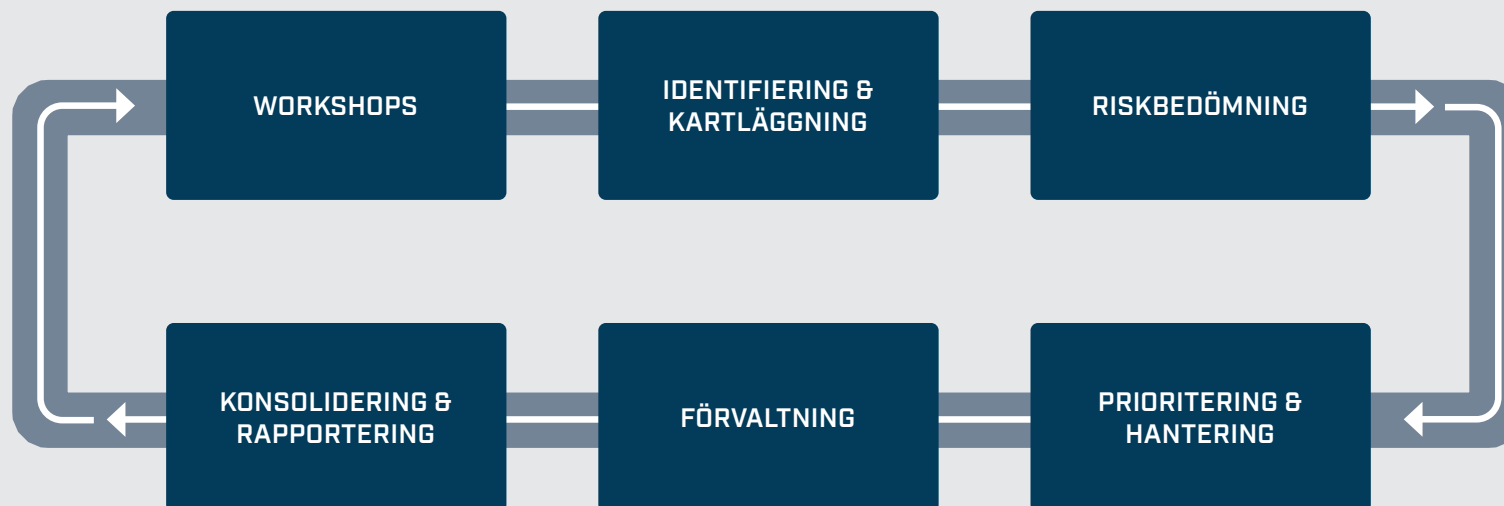 WORKSHOPS
IDENTIFIERING &
KARTLÄGGNING
RISKBEDÖMNING
KONSOLIDERING &
RAPPORTERING
FÖRVALTNING
PRIORITERING &
HANTERING